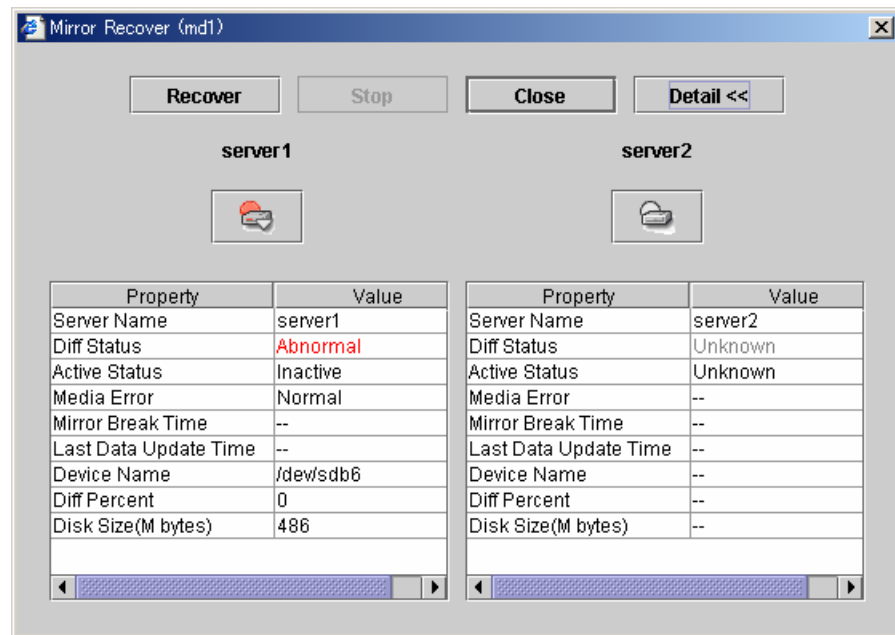 Mirror Recover (md1)
Recover Stop Close Detail <<
server1 server2
Property Value
Server Name server1
Diff Status Abnormal
Active Status Inactive
Media Error Normal
Mirror Break Time --
Last Data Update Time --
Device Name /dev/sdb6
Diff Percent 0
Disk Size(M bytes) 486
Property Value
Server Name server2
Diff Status Unknown
Active Status Unknown
Media Error --
Mirror Break Time --
Last Data Update Time --
Device Name --
Diff Percent --
Disk Size(M bytes) --